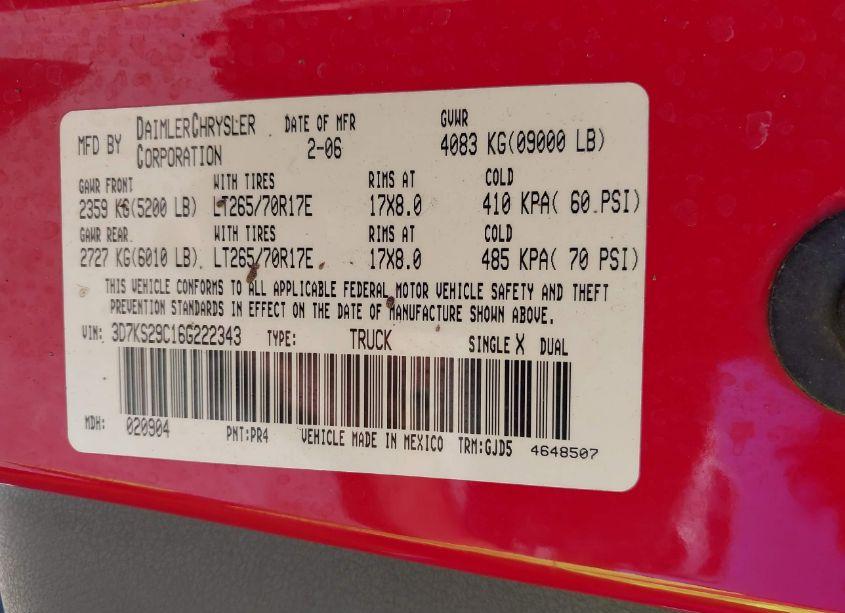 MFD BY DAIMLERCHRYSLER CORPORATION DATE OF MFR 2-06 GVWR 4083 KG(09000 LB)
GAWR FRONT WITH TIRES RIMS AT COLD
2359 KG(5200 LB) LT265/70R17E 17X8.0 410 KPA( 60 PSI)
GAWR REAR WITH TIRES RIMS AT COLD
2727 KG(6010 LB) LT265/70R17E 17X8.0 485 KPA( 70 PSI)
THIS VEHICLE CONFORMS TO ALL APPLICABLE FEDERAL MOTOR VEHICLE SAFETY AND THEFT
PREVENTION STANDARDS IN EFFECT ON THE DATE OF MANUFACTURE SHOWN ABOVE.
VIN: 3D7KS29C16G222343 TYPE: TRUCK SINGLE X DUAL
MDH: 020904 PNT:PR4 VEHICLE MADE IN MEXICO TRM:GJD5 4648507